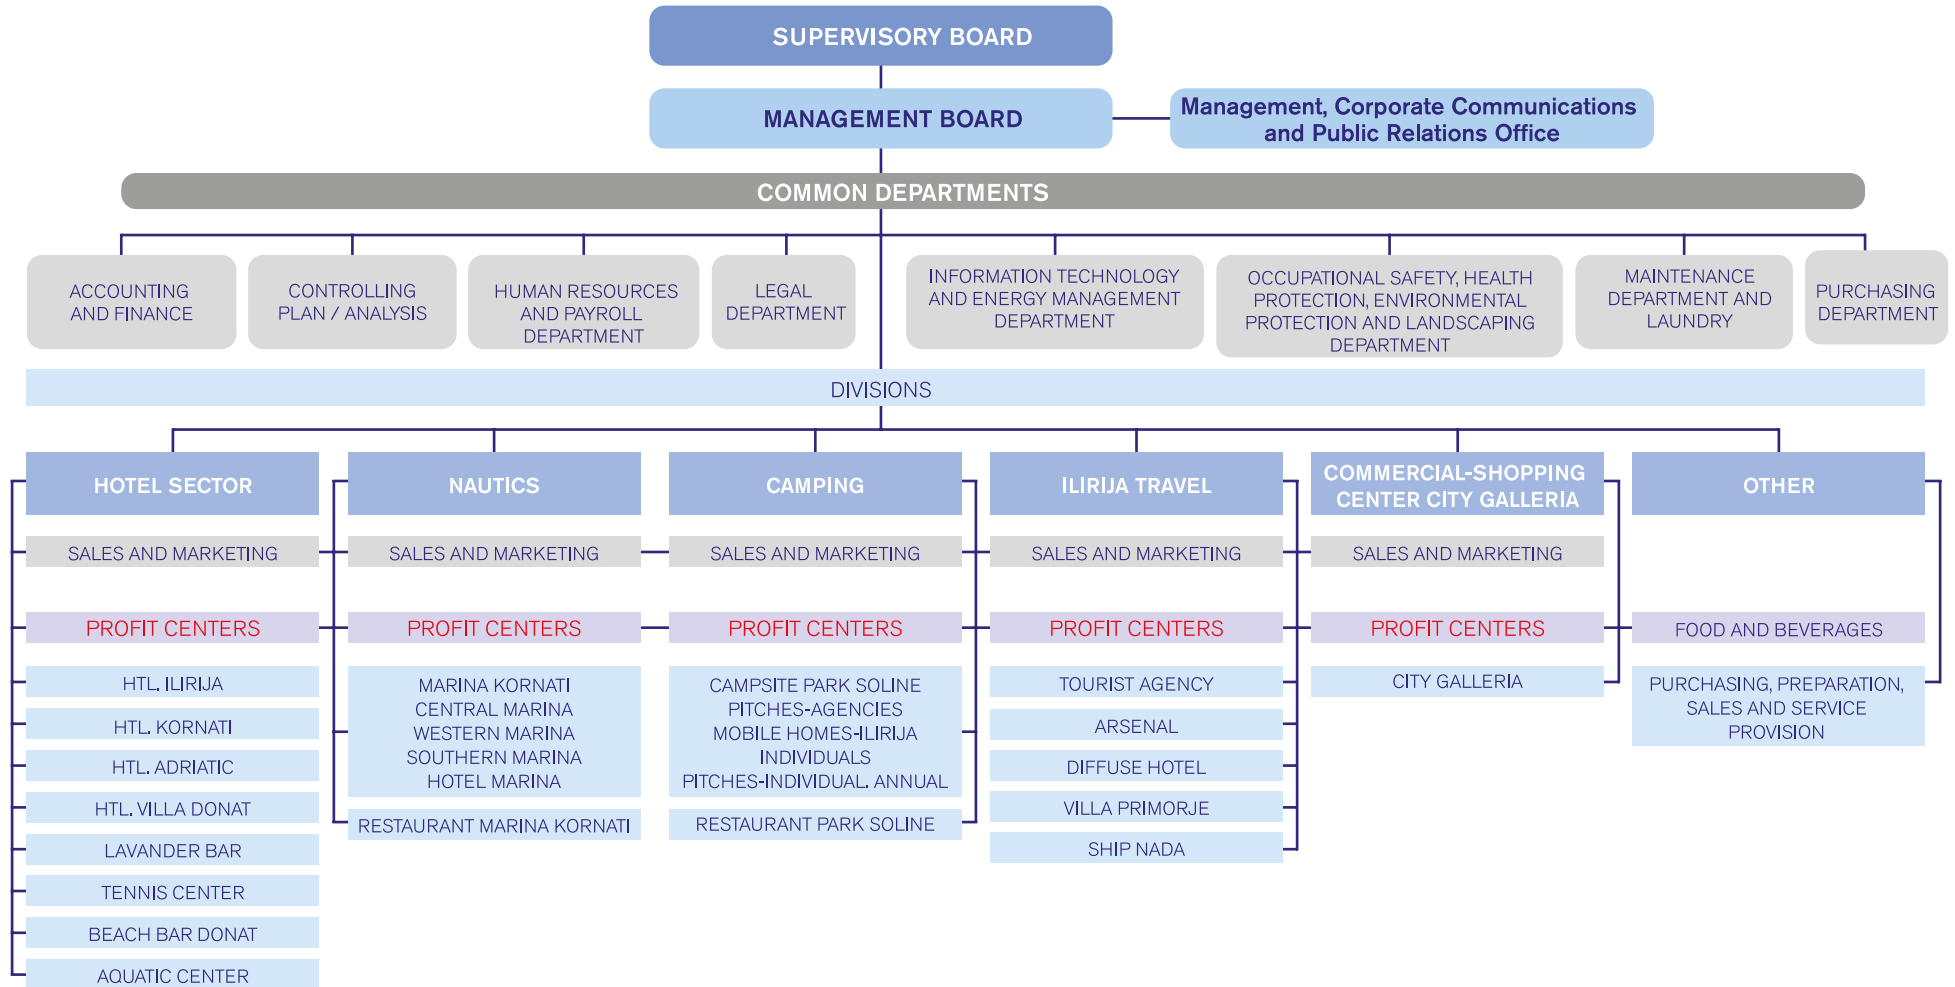 SUPERVISORY BOARD
MANAGEMENT BOARD
Management, Corporate Communications
and Public Relations Office
COMMON DEPARTMENTS
ACCOUNTING
AND FINANCE
CONTROLLING
PLAN / ANALYSIS
HUMAN RESOURCES
AND PAYROLL
DEPARTMENT
LEGAL
DEPARTMENT
INFORMATION TECHNOLOGY
AND ENERGY MANAGEMENT
DEPARTMENT
OCCUPATIONAL SAFETY, HEALTH
PROTECTION, ENVIRONMENTAL
PROTECTION AND LANDSCAPING
DEPARTMENT
MAINTENANCE
DEPARTMENT AND
LAUNDRY
PURCHASING
DEPARTMENT
DIVISIONS
HOTEL SECTOR
SALES AND MARKETING
PROFIT CENTERS
HTL. ILIRIJA
HTL. KORNATI
HTL. ADRIATIC
HTL. VILLA DONAT
LAVANDER BAR
TENNIS CENTER
BEACH BAR DONAT
AQUATIC CENTER
NAUTICS
SALES AND MARKETING
PROFIT CENTERS
MARINA KORNATI
CENTRAL MARINA
WESTERN MARINA
SOUTHERN MARINA
HOTEL MARINA
RESTAURANT MARINA KORNATI
CAMPING
SALES AND MARKETING
PROFIT CENTERS
CAMPSITE PARK SOLINE
PITCHES-AGENCIES
MOBILE HOMES-ILIRIJA
INDIVIDUALS
PITCHES-INDIVIDUAL. ANNUAL
RESTAURANT PARK SOLINE
ILIRIJA TRAVEL
SALES AND MARKETING
PROFIT CENTERS
TOURIST AGENCY
ARSENAL
DIFFUSE HOTEL
VILLA PRIMORJE
SHIP NADA
COMMERCIAL-SHOPPING
CENTER CITY GALLERIA
SALES AND MARKETING
PROFIT CENTERS
CITY GALLERIA
OTHER
FOOD AND BEVERAGES
PURCHASING, PREPARATION,
SALES AND SERVICE
PROVISION